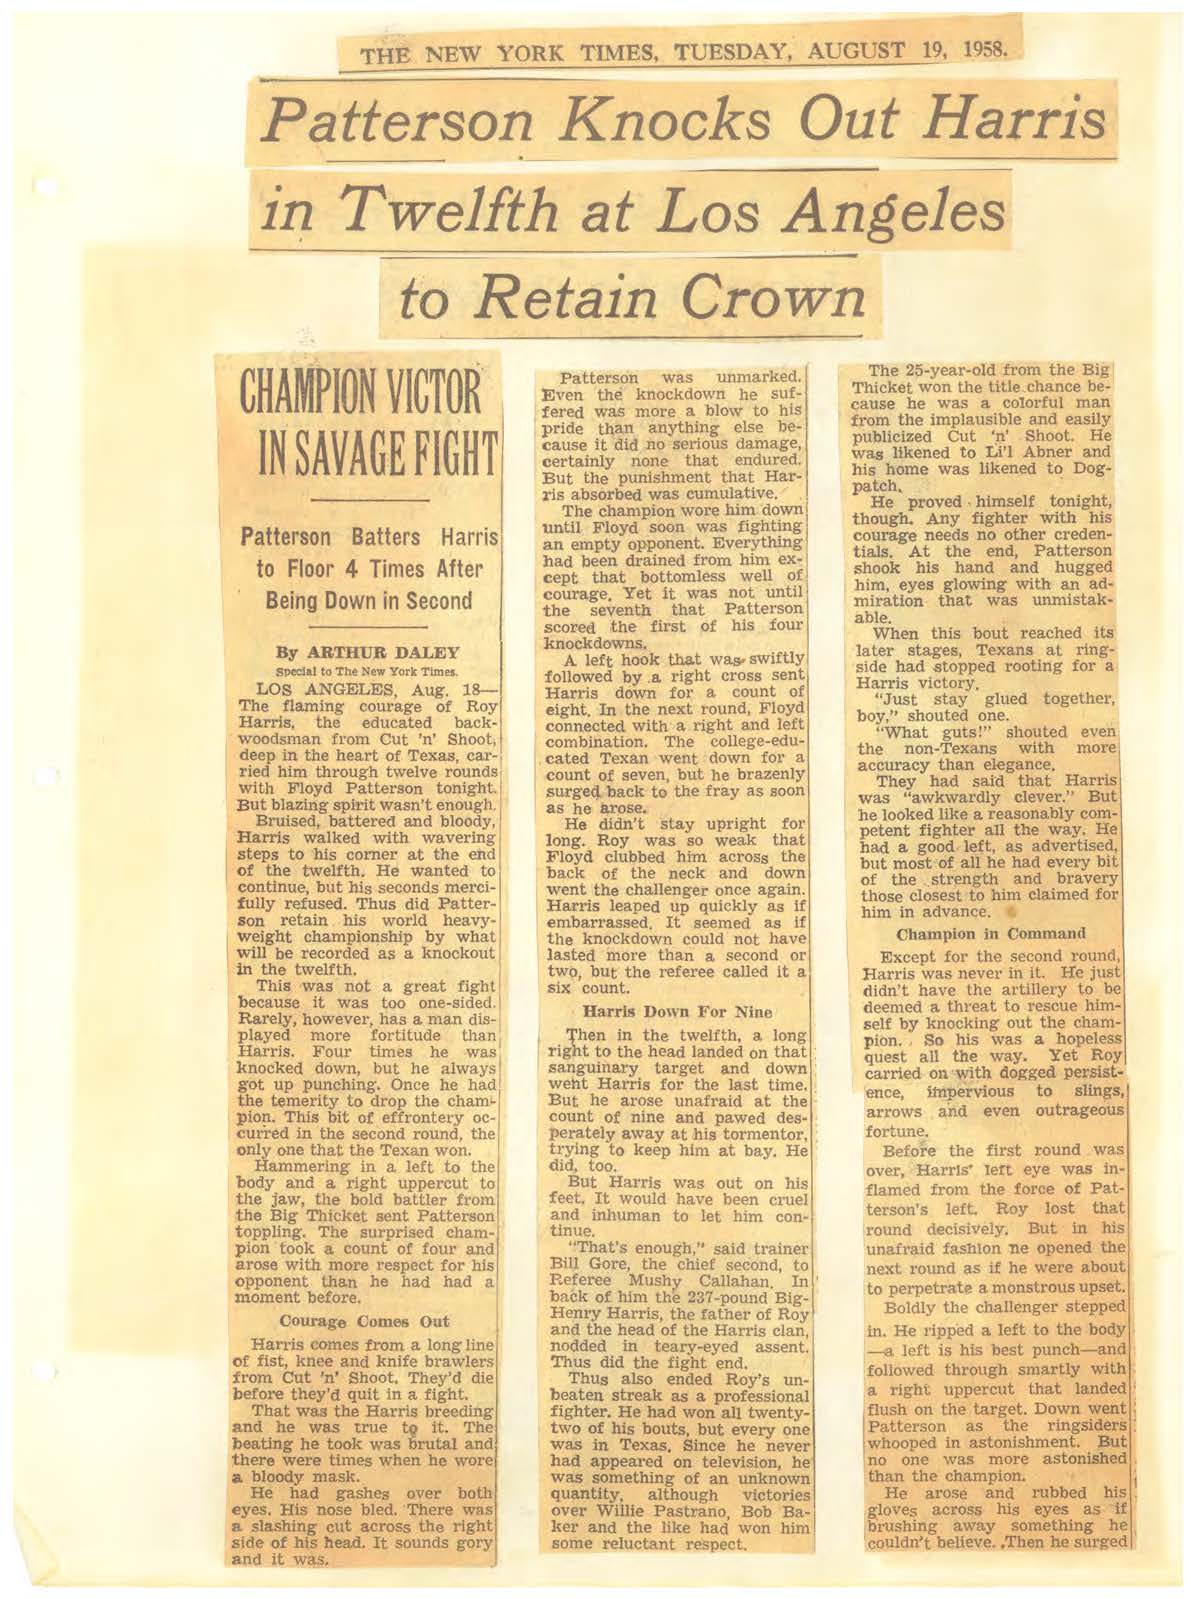 THE NEW YORK TIMES, TUESDAY, AUGUST 19, 1958.
Patterson Knocks Out Harris
in Twelfth at Los Angeles
to Retain Crown
CHAMPION VICTOR
IN SAVAGE FIGHT
Patterson Batters Harris
to Floor 4 Times After
Being Down in Second
By ARTHUR DALEY
Special to The New York Times.
LOS ANGELES, Aug. 18—
The flaming courage of Roy
Harris, the educated back-
woodsman from Cut 'n' Shoot,
deep in the heart of Texas, car-
ried him through twelve rounds
with Floyd Patterson tonight.
But blazing spirit wasn't enough.
Bruised, battered and bloody,
Harris walked with wavering
steps to his corner at the end
of the twelfth. He wanted to
continue, but his seconds merci-
fully refused. Thus did Patter-
son retain his world heavy-
weight championship by what
will be recorded as a knockout
in the twelfth.
This was not a great fight
because it was too one-sided.
Rarely, however, has a man dis-
played more fortitude than
Harris. Four times he was
knocked down, but he always
got up punching. Once he had
the temerity to drop the cham-
pion. This bit of effrontery oc-
curred in the second round, the
only one that the Texan won.
Hammering in a left to the
body and a right uppercut to
the jaw, the bold battler from
the Big Thicket sent Patterson
toppling. The surprised cham-
pion took a count of four and
arose with more respect for his
opponent than he had had a
moment before.
Courage Comes Out
Harris comes from a long line
of fist, knee and knife brawlers
from Cut 'n' Shoot. They'd die
before they'd quit in a fight.
That was the Harris breeding
and he was true to it. The
beating he took was brutal and
there were times when he wore
a bloody mask.
He had gashes over both
eyes. His nose bled. There was
a slashing cut across the right
side of his head. It sounds gory
and it was.
Patterson was unmarked.
Even the knockdown he suf-
fered was more a blow to his
pride than anything else be-
cause it did no serious damage,
certainly none that endured.
But the punishment that Har-
ris absorbed was cumulative.
The champion wore him down
until Floyd soon was fighting
an empty opponent. Everything
had been drained from him ex-
cept that bottomless well of
courage. Yet it was not until
the seventh that Patterson
scored the first of his four
knockdowns.
A left hook that was swiftly
followed by a right cross sent
Harris down for a count of
eight. In the next round, Floyd
connected with a right and left
combination. The college-edu-
cated Texan went down for a
count of seven, but he brazenly
surged back to the fray as soon
as he arose.
He didn't stay upright for
long. Roy was so weak that
Floyd clubbed him across the
back of the neck and down
went the challenger once again.
Harris leaped up quickly as if
embarrassed. It seemed as if
the knockdown could not have
lasted more than a second or
two, but the referee called it a
six count.
Harris Down For Nine
Then in the twelfth, a long
right to the head landed on that
sanguinary target and down
went Harris for the last time.
But he arose unafraid at the
count of nine and pawed des-
perately away at his tormentor,
trying to keep him at bay. He
did, too.
But Harris was out on his
feet. It would have been cruel
and inhuman to let him con-
tinue.
"That's enough," said trainer
Bill Gore, the chief second, to
Referee Mushy Callahan. In
back of him the 237-pound Big-
Henry Harris, the father of Roy
and the head of the Harris clan,
nodded in teary-eyed assent.
Thus did the fight end.
Thus also ended Roy's un-
beaten streak as a professional
fighter. He had won all twenty-
two of his bouts, but every one
was in Texas. Since he never
had appeared on television, he
was something of an unknown
quantity, although victories
over Willie Pastrano, Bob Ba-
ker and the like had won him
some reluctant respect.
The 25-year-old from the Big
Thicket won the title chance be-
cause he was a colorful man
from the implausible and easily
publicized Cut 'n' Shoot. He
was likened to Li'l Abner and
his home was likened to Dog-
patch.
He proved himself tonight,
though. Any fighter with his
courage needs no other creden-
tials. At the end, Patterson
shook his hand and hugged
him, eyes glowing with an ad-
miration that was unmistak-
able.
When this bout reached its
later stages, Texans at ring-
side had stopped rooting for a
Harris victory.
"Just stay glued together,
boy," shouted one.
"What guts!" shouted even
the non-Texans with more
accuracy than elegance.
They had said that Harris
was "awkwardly clever." But
he looked like a reasonably com-
petent fighter all the way. He
had a good left, as advertised,
but most of all he had every bit
of the strength and bravery
those closest to him claimed for
him in advance.
Champion in Command
Except for the second round,
Harris was never in it. He just
didn't have the artillery to be
deemed a threat to rescue him-
self by knocking out the cham-
pion. So his was a hopeless
quest all the way. Yet Roy
carried on with dogged persist-
ence, impervious to slings,
arrows and even outrageous
fortune.
Before the first round was
over, Harris' left eye was in-
flamed from the force of Pat-
terson's left. Roy lost that
round decisively. But in his
unafraid fashion he opened the
next round as if he were about
to perpetrate a monstrous upset.
Boldly the challenger stepped
in. He ripped a left to the body
—a left is his best punch—and
followed through smartly with
a right uppercut that landed
flush on the target. Down went
Patterson as the ringsiders
whooped in astonishment. But
no one was more astonished
than the champion.
He arose and rubbed his
gloves across his eyes as if
brushing away something he
couldn't believe. Then he surged